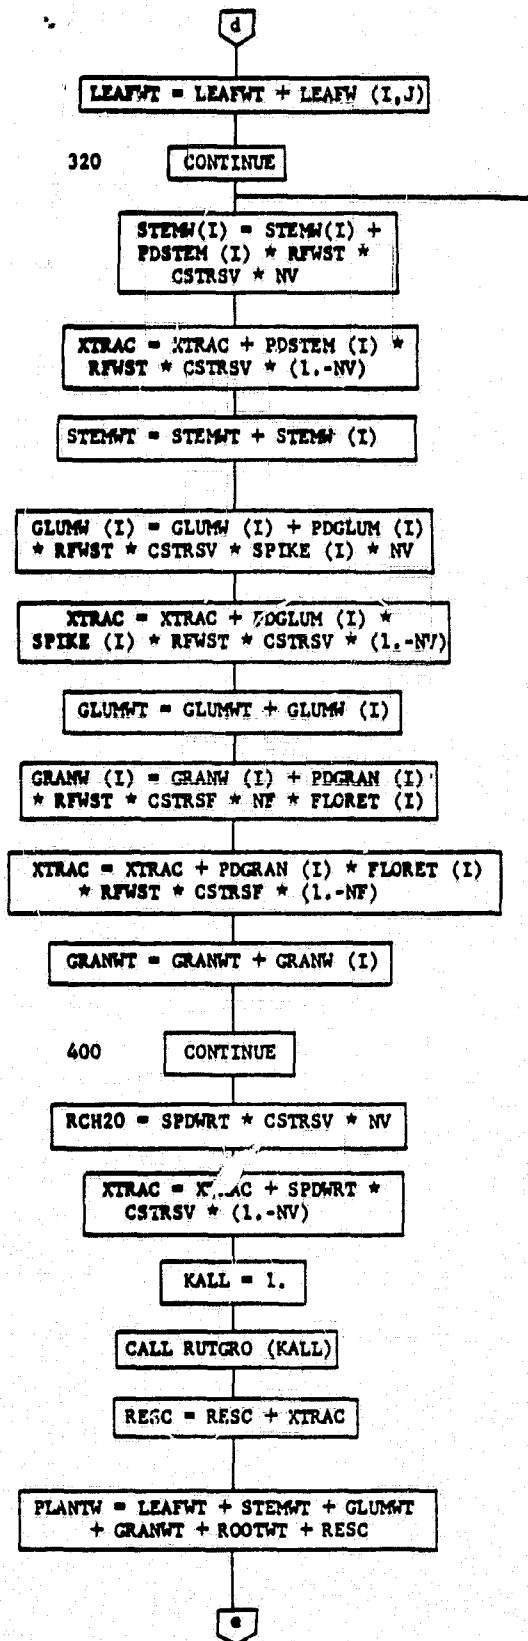 d
LEAFWT = LEAFWT + LEAFW (I,J)
320 CONTINUE
STEMW(I) = STEMW(I) +
PDSTEM (I) * RFWST *
CSTRSV * NV
XTRAC = XTRAC + PDSTEM (I) *
RFWST * CSTRSV * (1.-NV)
STEMWT = STEMWT + STEMW (I)
GLUMW (I) = GLUMW (I) + PDGLUM (I)
* RFWST * CSTRSV * SPIKE (I) * NV
XTRAC = XTRAC + PDGLUM (I) *
SPIKE (I) * RFWST * CSTRSV * (1.-NV)
GLUMWT = GLUMWT + GLUMW (I)
GRANW (I) = GRANW (I) + PDGRAN (I)
* RFWST * CSTRSF * NF * FLORET (I)
XTRAC = XTRAC + PDGRAN (I) * FLORET (I)
* RFWST * CSTRSF * (1.-NF)
GRANWT = GRANWT + GRANW (I)
400 CONTINUE
RCH20 = SPDWRT * CSTRSV * NV
XTRAC = XTRAC + SPDWRT *
CSTRSV * (1.-NV)
KALL = 1.
CALL RUTGRO (KALL)
RESC = RESC + XTRAC
PLANTW = LEAFWT + STEMWT + GLUMWT
+ GRANWT + ROOTWT + RESC
e